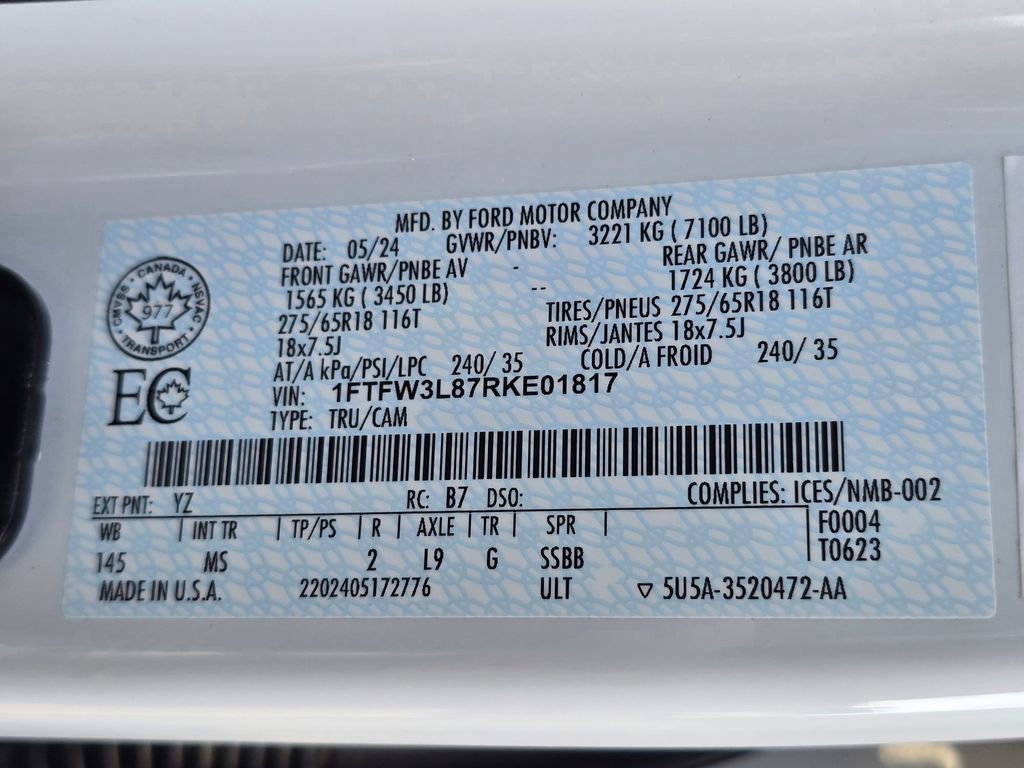 MFD. BY FORD MOTOR COMPANY
DATE: 05/24 GVWR/PNBV: 3221 KG ( 7100 LB)
FRONT GAWR/PNBE AV - REAR GAWR/ PNBE AR
1565 KG ( 3450 LB) -- 1724 KG ( 3800 LB)
275/65R18 116T TIRES/PNEUS 275/65R18 116T
18x7.5J RIMS/JANTES 18x7.5J
AT/A kPa/PSI/LPC 240/ 35 COLD/A FROID 240/ 35
VIN: 1FTFW3L87RKE01817
TYPE: TRU/CAM
CANADA
CMVSS NSVAC
977
TRANSPORT
EC
EXT PNT: YZ RC: B7 DSO: COMPLIES: ICES/NMB-002
WB INT TR TP/PS R AXLE TR SPR F0004
145 MS 2 L9 G SSBB T0623
MADE IN U.S.A. 2202405172776 ULT ▽ 5U5A-3520472-AA